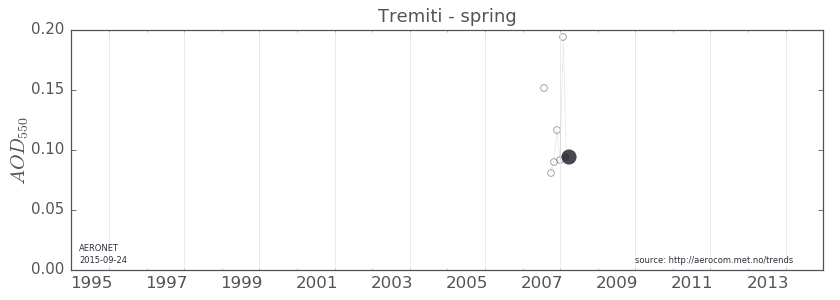 Tremiti - spring
0.20
0.15
0.10
0.05
0.00
AOD550
AERONET
2015-09-24
source: http://aerocom.met.no/trends
1995 1997 1999 2001 2003 2005 2007 2009 2011 2013